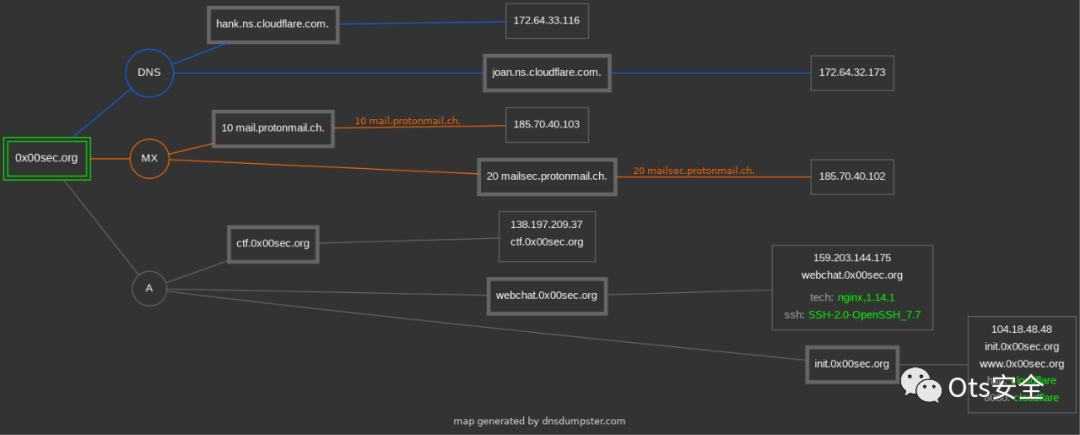 hank.ns.cloudflare.com.
172.64.33.116
DNS
joan.ns.cloudflare.com.
172.64.32.173
10 mail.protonmail.ch.
10 mail.protonmail.ch.
185.70.40.103
0x00sec.org
MX
20 mailsec.protonmail.ch.
20 mailsec.protonmail.ch.
185.70.40.102
ctf.0x00sec.org
138.197.209.37
ctf.0x00sec.org
A
webchat.0x00sec.org
159.203.144.175
webchat.0x00sec.org
tech: nginx,1.14.1
ssh: SSH-2.0-OpenSSH_7.7
init.0x00sec.org
104.18.48.48
init.0x00sec.org
www.0x00sec.org
cloudflare
cloudflare
Ots安全
map generated by dnsdumpster.com